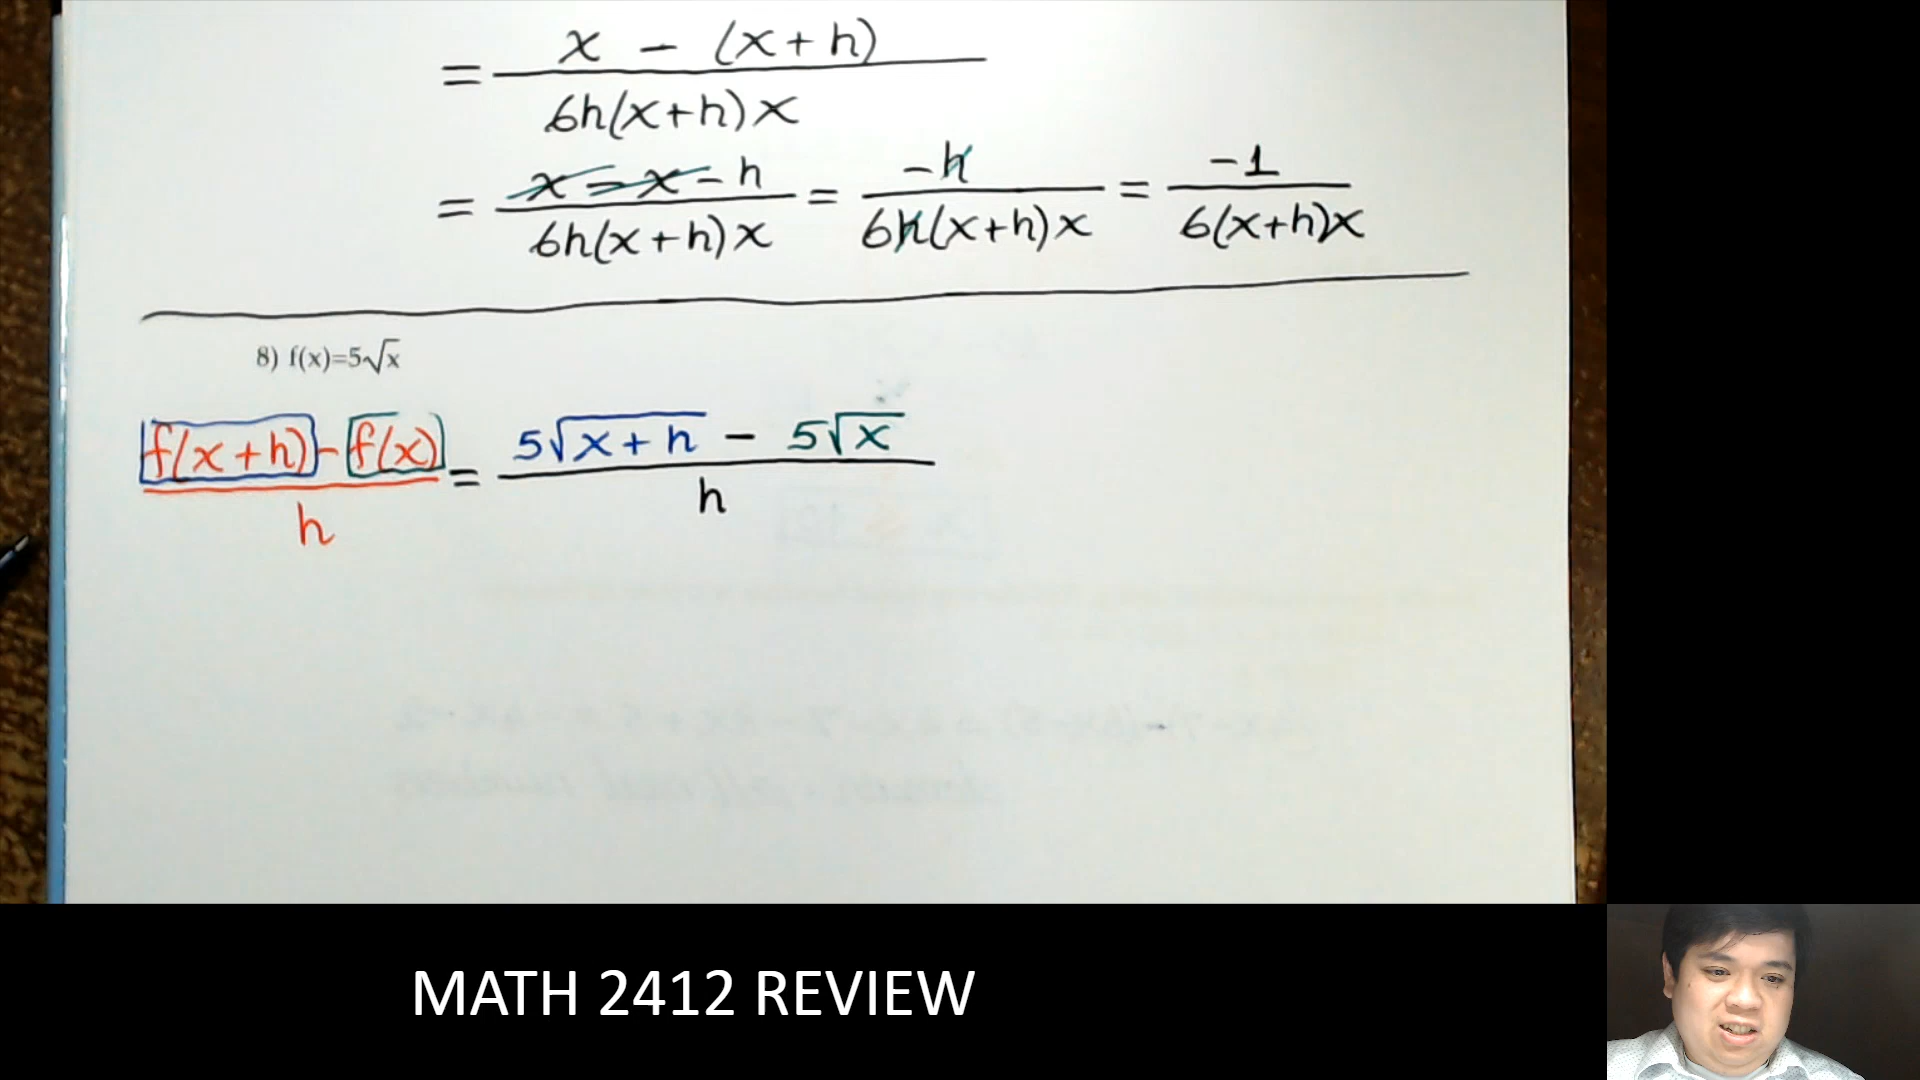 = x - (x+h) / 6h(x+h)x
= x - x - h / 6h(x+h)x = -h / 6h(x+h)x = -1 / 6(x+h)x
8) f(x)=5√x
f(x+h) - f(x) / h = 5√x+h - 5√x / h
MATH 2412 REVIEW